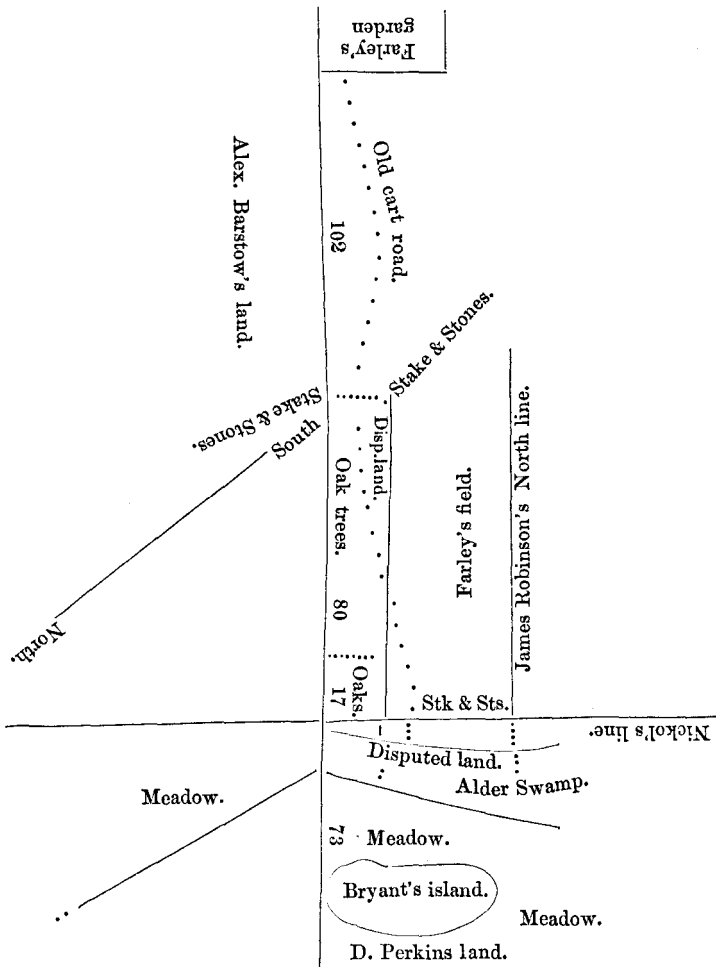 Farley's
garden
Alex. Barstow's land.
Old cart road.
102
Stake & Stones.
Stake & Stones.
South
North.
Disp.land.
Oak trees.
80
Farley's field.
James Robinson's North line.
Oaks.
17
Stk & Sts.
Nickol's line.
Disputed land.
Alder Swamp.
Meadow.
73
Meadow.
Bryant's island.
Meadow.
D. Perkins land.